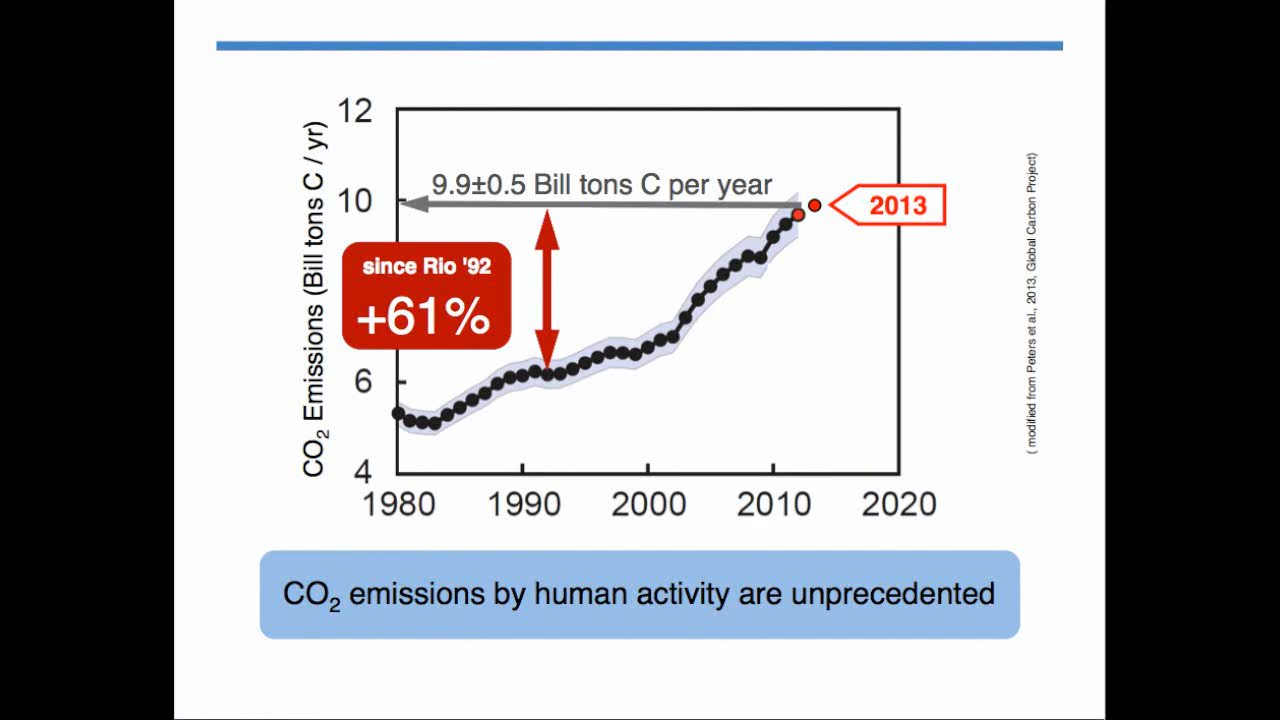 12
9.9±0.5 Bill tons C per year
10
2013
since Rio '92
+61%
6
4
CO2 Emissions (Bill tons C / yr)
1980 1990 2000 2010 2020
( modified from Peters et al., 2013, Global Carbon Project)
CO2 emissions by human activity are unprecedented